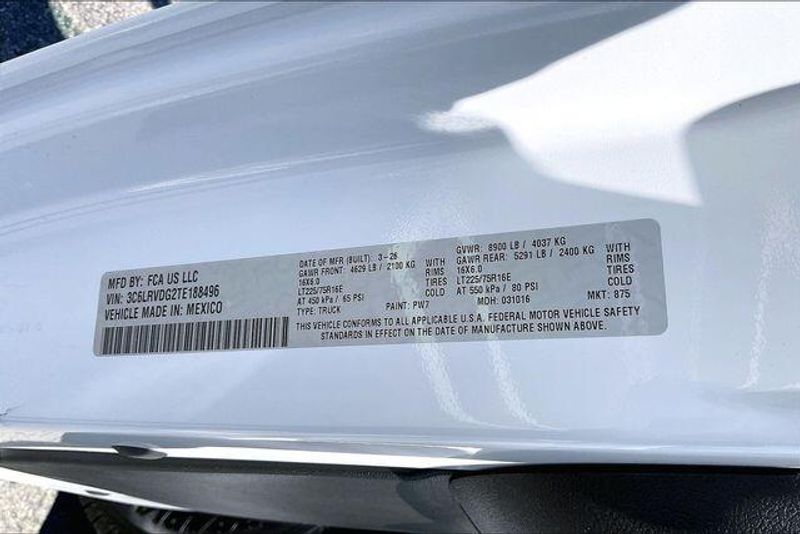 MFD BY: FCA US LLC
VIN: 3C6LRVDG2TE188496
VEHICLE MADE IN: MEXICO
DATE OF MFR (BUILT): 3-26
GAWR FRONT: 4629 LB / 2100 KG WITH
16X6.0 RIMS
LT225/75R16E TIRES
AT 450 kPa / 65 PSI COLD
TYPE: TRUCK PAINT: PW7
GVWR: 8900 LB / 4037 KG
GAWR REAR: 5291 LB / 2400 KG WITH
16X6.0 RIMS
LT225/75R16E TIRES
AT 550 kPa / 80 PSI COLD
MDH: 031016 MKT: 875
THIS VEHICLE CONFORMS TO ALL APPLICABLE U.S.A. FEDERAL MOTOR VEHICLE SAFETY
STANDARDS IN EFFECT ON THE DATE OF MANUFACTURE SHOWN ABOVE.